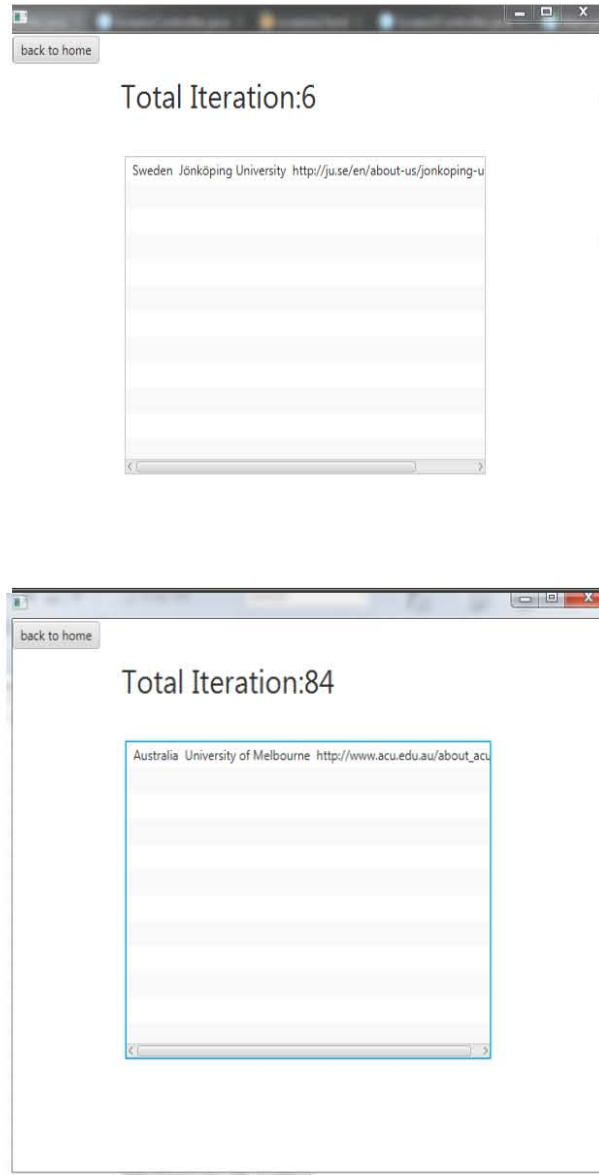 back to home
Total Iteration:6
Sweden Jönköping University http://ju.se/en/about-us/jonkoping-u
back to home
Total Iteration:84
Australia University of Melbourne http://www.acu.edu.au/about_acu